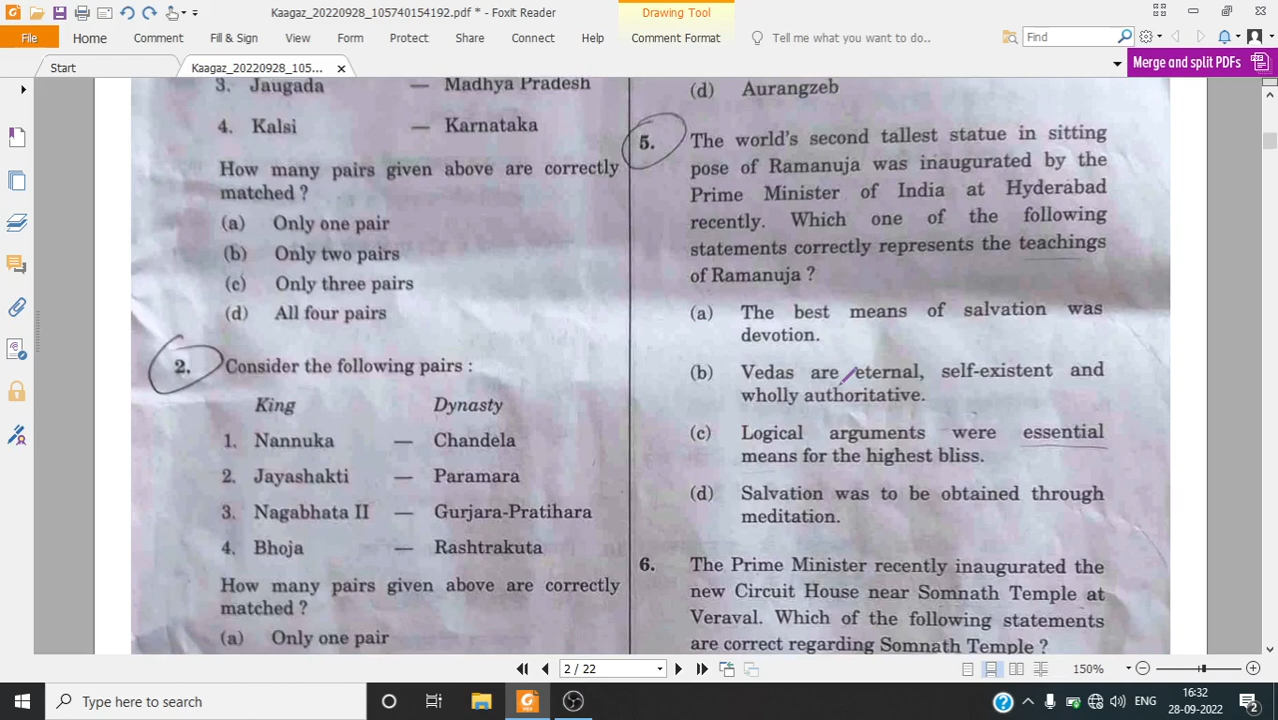 Kaagaz_20220928_105740154192.pdf * - Foxit Reader
Drawing Tool
File
Home
Comment
Fill & Sign
View
Form
Protect
Share
Connect
Help
Comment Format
Tell me what you want to do..
Find
Start
Kaagaz_20220928_105...
Merge and split PDFs
3. Jaugada — Madhya Pradesh
4. Kalsi — Karnataka
How many pairs given above are correctly
matched ?
(a) Only one pair
(b) Only two pairs
(c) Only three pairs
(d) All four pairs
2. Consider the following pairs :
King Dynasty
1. Nannuka — Chandela
2. Jayashakti — Paramara
3. Nagabhata II — Gurjara-Pratihara
4. Bhoja — Rashtrakuta
How many pairs given above are correctly
matched ?
(a) Only one pair
(d) Aurangzeb
5. The world's second tallest statue in sitting
pose of Ramanuja was inaugurated by the
Prime Minister of India at Hyderabad
recently. Which one of the following
statements correctly represents the teachings
of Ramanuja ?
(a) The best means of salvation was
devotion.
(b) Vedas are eternal, self-existent and
wholly authoritative.
(c) Logical arguments were essential
means for the highest bliss.
(d) Salvation was to be obtained through
meditation.
6. The Prime Minister recently inaugurated the
new Circuit House near Somnath Temple at
Veraval. Which of the following statements
are correct regarding Somnath Temple ?
2 / 22
150%
Type here to search
ENG
16:32
28-09-2022
2